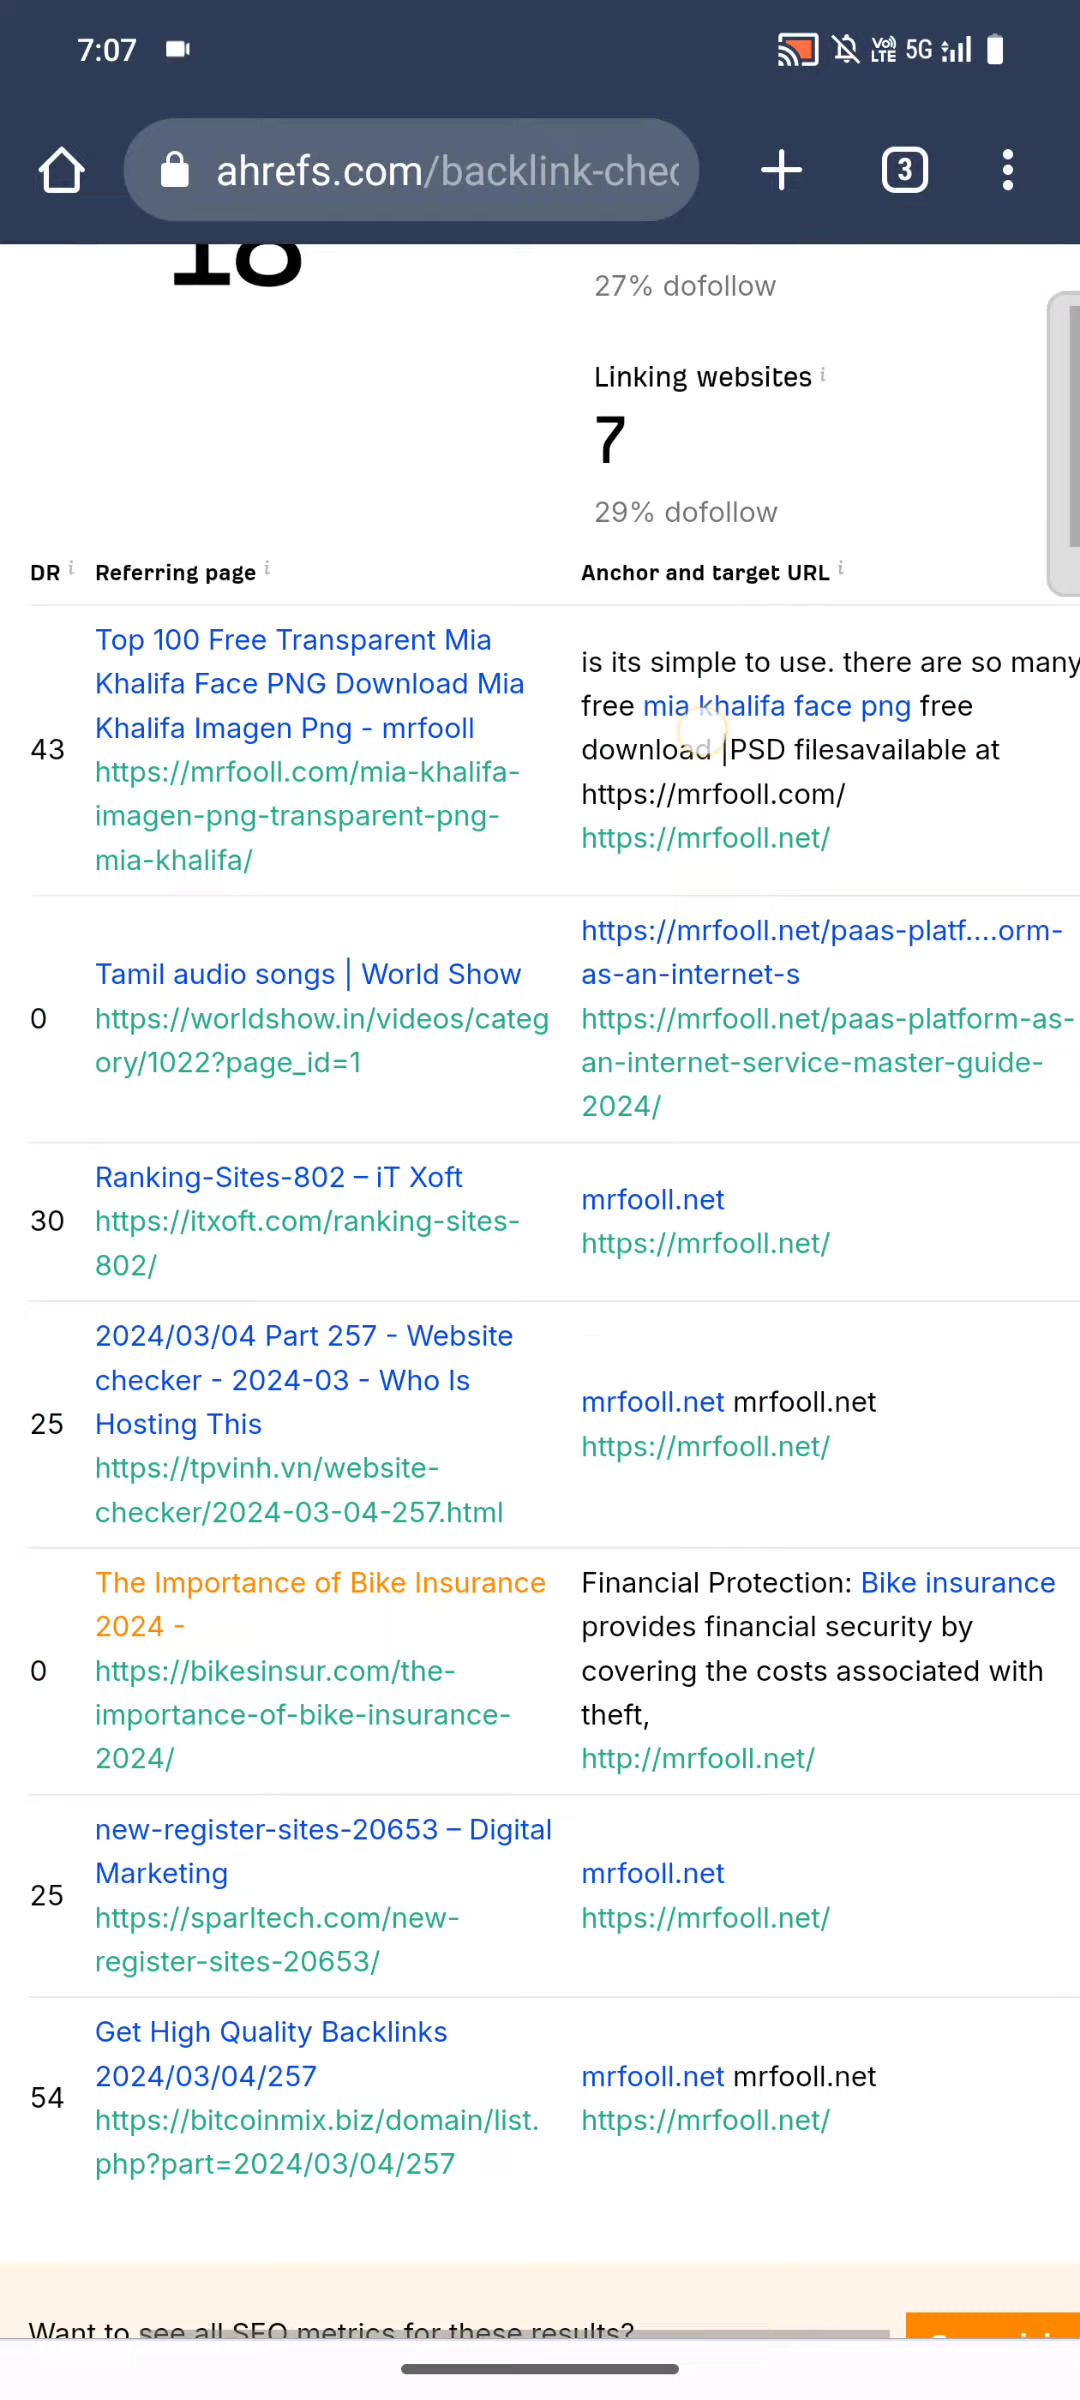 7:07
Vo) LTE 5G
ahrefs.com/backlink-chec
3
18
27% dofollow
Linking websites i
7
29% dofollow
DR i Referring page i Anchor and target URL i
43
Top 100 Free Transparent Mia
Khalifa Face PNG Download Mia
Khalifa Imagen Png - mrfooll
https://mrfooll.com/mia-khalifa-
imagen-png-transparent-png-
mia-khalifa/
is its simple to use. there are so many
free mia khalifa face png free
download |PSD filesavailable at
https://mrfooll.com/
https://mrfooll.net/
0
Tamil audio songs | World Show
https://worldshow.in/videos/categ
ory/1022?page_id=1
https://mrfooll.net/paas-platf....orm-
as-an-internet-s
https://mrfooll.net/paas-platform-as-
an-internet-service-master-guide-
2024/
30
Ranking-Sites-802 – iT Xoft
https://itxoft.com/ranking-sites-
802/
mrfooll.net
https://mrfooll.net/
25
2024/03/04 Part 257 - Website
checker - 2024-03 - Who Is
Hosting This
https://tpvinh.vn/website-
checker/2024-03-04-257.html
mrfooll.net mrfooll.net
https://mrfooll.net/
0
The Importance of Bike Insurance
2024 -
https://bikesinsur.com/the-
importance-of-bike-insurance-
2024/
Financial Protection: Bike insurance
provides financial security by
covering the costs associated with
theft,
http://mrfooll.net/
25
new-register-sites-20653 – Digital
Marketing
https://sparltech.com/new-
register-sites-20653/
mrfooll.net
https://mrfooll.net/
54
Get High Quality Backlinks
2024/03/04/257
https://bitcoinmix.biz/domain/list.
php?part=2024/03/04/257
mrfooll.net mrfooll.net
https://mrfooll.net/
Want to see all SEO metrics for these results?